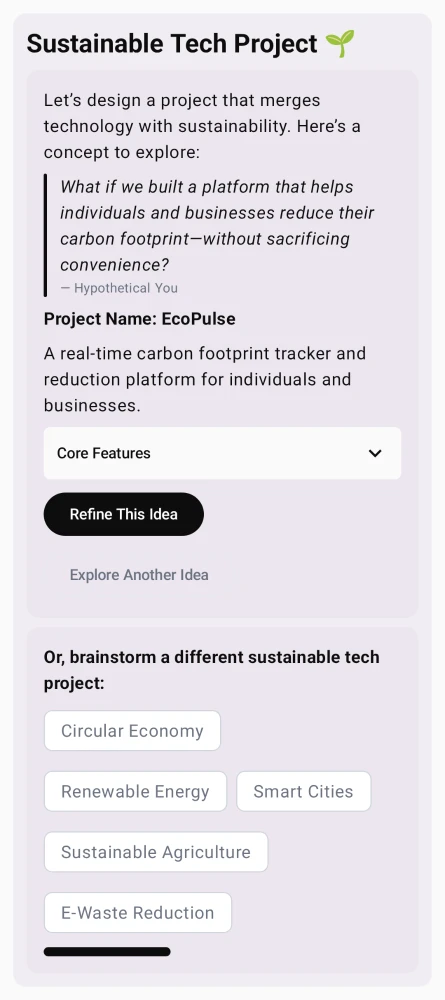 Sustainable Tech Project 🌱
Let’s design a project that merges
technology with sustainability. Here’s a
concept to explore:
What if we built a platform that helps
individuals and businesses reduce their
carbon footprint—without sacrificing
convenience?
— Hypothetical You
Project Name: EcoPulse
A real-time carbon footprint tracker and
reduction platform for individuals and
businesses.
Core Features
Refine This Idea
Explore Another Idea
Or, brainstorm a different sustainable tech
project:
Circular Economy
Renewable Energy Smart Cities
Sustainable Agriculture
E-Waste Reduction